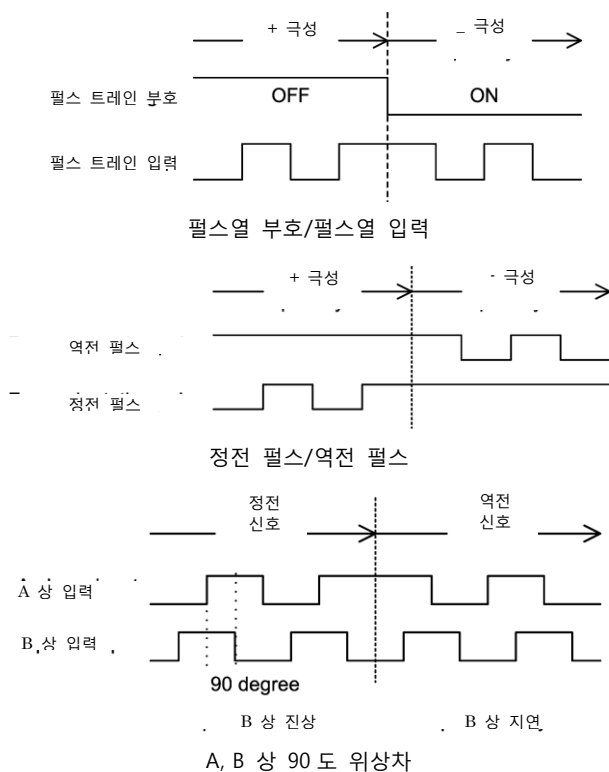 + 극성
_ 극성
펄스 트레인 부호
OFF
ON
펄스 트레인 입력
펄스열 부호/펄스열 입력
+ 극성
- 극성
역전 펄스
정전 펄스
정전 펄스/역전 펄스
정전
신호
역전
신호
A 상 입력
B 상 입력
90 degree
B 상 진상
B 상 지연
A, B 상 90 도 위상차